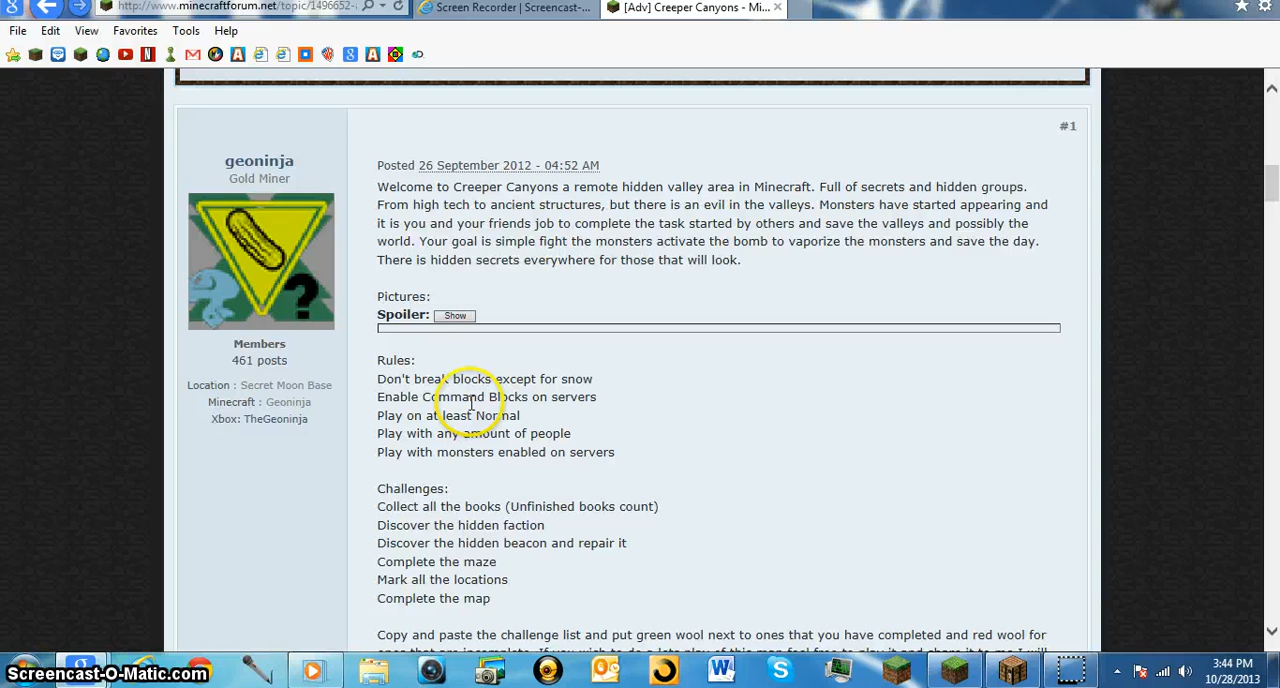 http://www.minecraftforum.net/topic/1496652-
Screen Recorder | Screencast-...
[Adv] Creeper Canyons - Mi...
File Edit View Favorites Tools Help
#1
geoninja
Gold Miner
Members
461 posts
Location : Secret Moon Base
Minecraft : Geoninja
Xbox: TheGeoninja
Posted 26 September 2012 - 04:52 AM
Welcome to Creeper Canyons a remote hidden valley area in Minecraft. Full of secrets and hidden groups.
From high tech to ancient structures, but there is an evil in the valleys. Monsters have started appearing and
it is you and your friends job to complete the task started by others and save the valleys and possibly the
world. Your goal is simple fight the monsters activate the bomb to vaporize the monsters and save the day.
There is hidden secrets everywhere for those that will look.
Pictures:
Spoiler: Show
Rules:
Don't break blocks except for snow
Enable Command Blocks on servers
Play on at least Normal
Play with any amount of people
Play with monsters enabled on servers
Challenges:
Collect all the books (Unfinished books count)
Discover the hidden faction
Discover the hidden beacon and repair it
Complete the maze
Mark all the locations
Complete the map
Copy and paste the challenge list and put green wool next to ones that you have completed and red wool for
3:44 PM
10/28/2013
Screencast-O-Matic.com